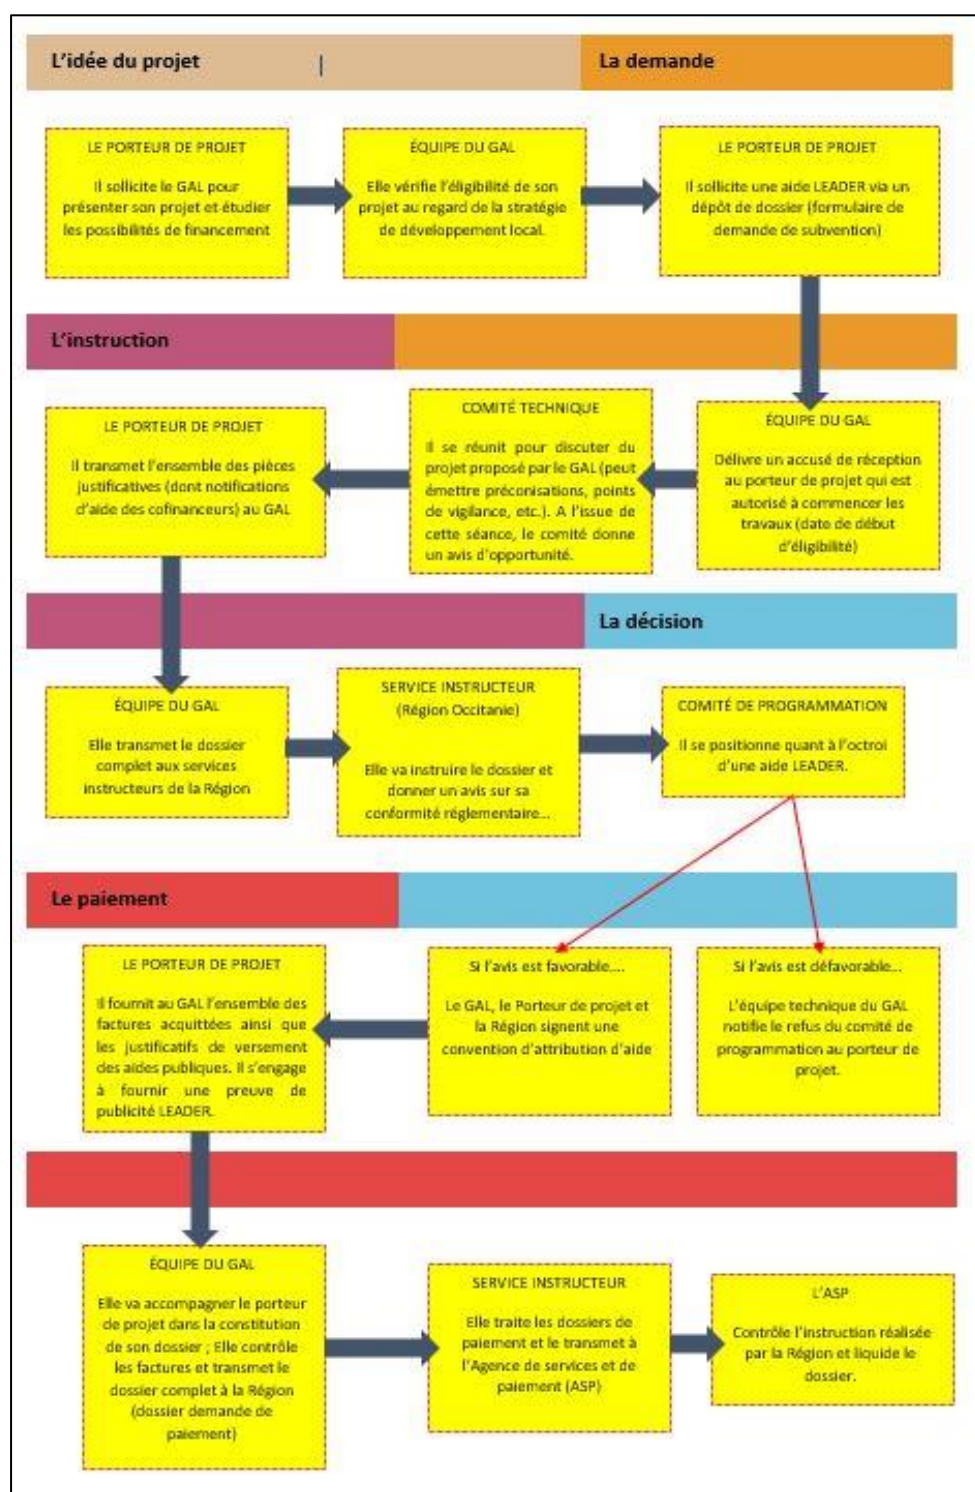 L'idée du projet
La demande
LE PORTEUR DE PROJET
Il sollicite le GAL pour
présenter son projet et étudier
les possibilités de financement
ÉQUIPE DU GAL
Elle vérifie l'éligibilité de son
projet au regard de la stratégie
de développement local.
LE PORTEUR DE PROJET
Il sollicite une aide LEADER via un
dépôt de dossier (formulaire de
demande de subvention)
L'instruction
LE PORTEUR DE PROJET
Il transmet l'ensemble des pièces
justificatives (dont notifications
d'aide des cofinanceurs) au GAL
COMITÉ TECHNIQUE
Il se réunit pour discuter du
projet proposé par le GAL (peut
émettre préconisations, points
de vigilance, etc.). A l'issue de
cette séance, le comité donne
un avis d'opportunité.
ÉQUIPE DU GAL
Délivre un accusé de réception
au porteur de projet qui est
autorisé à commencer les
travaux (date de début
d'éligibilité)
La décision
ÉQUIPE DU GAL
Elle transmet le dossier
complet aux services
instructeurs de la Région
SERVICE INSTRUCTEUR
(Région Occitanie)
Elle va instruire le dossier et
donner un avis sur sa
conformité réglementaire...
COMITÉ DE PROGRAMMATION
Il se positionne quant à l'octroi
d'une aide LEADER.
Le paiement
LE PORTEUR DE PROJET
Il fournit au GAL l'ensemble des
factures acquittées ainsi que
les justificatifs de versement
des aides publiques. Il s'engage
à fournir une preuve de
publicité LEADER.
Si l'avis est favorable....
Le GAL, le Porteur de projet et
la Région signent une
convention d'attribution d'aide
Si l'avis est défavorable...
L'équipe technique du GAL
notifie le refus du comité de
programmation au porteur de
projet.
ÉQUIPE DU GAL
Elle va accompagner le porteur
de projet dans la constitution
de son dossier ; Elle contrôle
les factures et transmet le
dossier complet à la Région
(dossier demande de
paiement)
SERVICE INSTRUCTEUR
Elle traite les dossiers de
paiement et le transmet à
l'Agence de services et de
paiement (ASP)
L'ASP
Contrôle l'instruction réalisée
par la Région et liquide le
dossier.